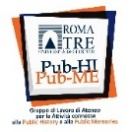 ROMA
TRE
UNIVERSITÀ DEGLI STUDI
Pub-HI
Pub-ME
Gruppo di Lavoro di Ateneo
per le Attività connesse
alla Public History e alla Public Memories